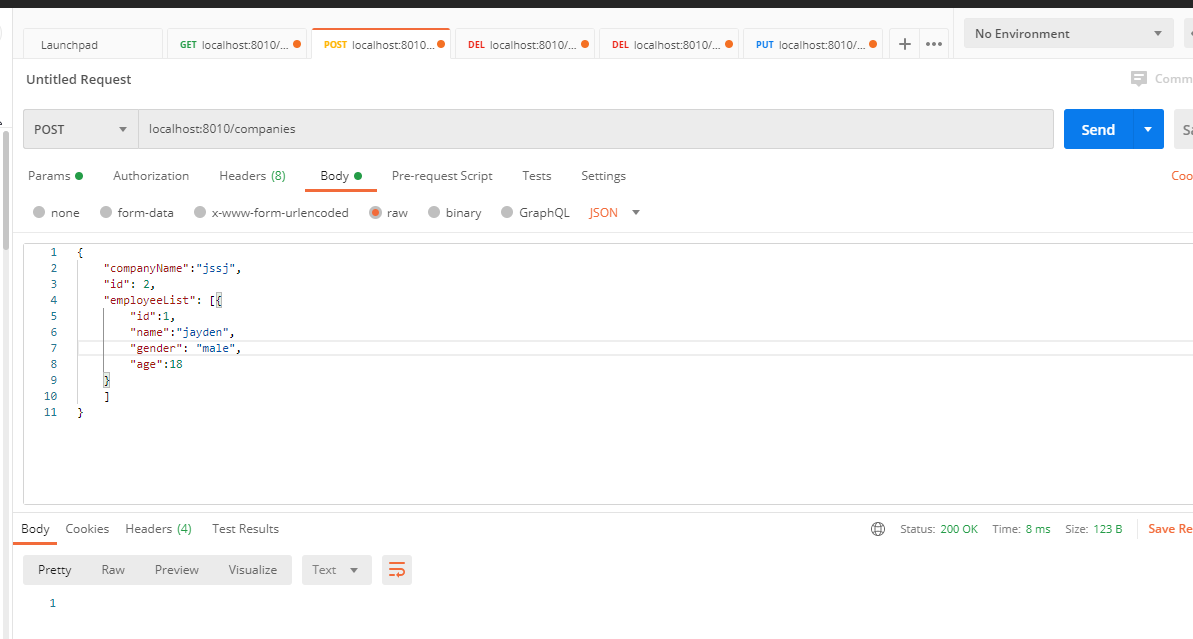 Launchpad
GET localhost:8010/...
POST localhost:8010...
DEL localhost:8010/...
DEL localhost:8010/...
PUT localhost:8010/...
No Environment
Untitled Request
Comm
POST
localhost:8010/companies
Send
Sa
Params
Authorization
Headers (8)
Body
Pre-request Script
Tests
Settings
Coo
none
form-data
x-www-form-urlencoded
raw
binary
GraphQL
JSON
1 {
2 "companyName":"jssj",
3 "id": 2,
4 "employeeList": [{
5 "id":1,
6 "name":"jayden",
7 "gender": "male",
8 "age":18
9 }
10 ]
11 }
Body
Cookies
Headers (4)
Test Results
Status: 200 OK
Time: 8 ms
Size: 123 B
Save Re
Pretty
Raw
Preview
Visualize
Text
1